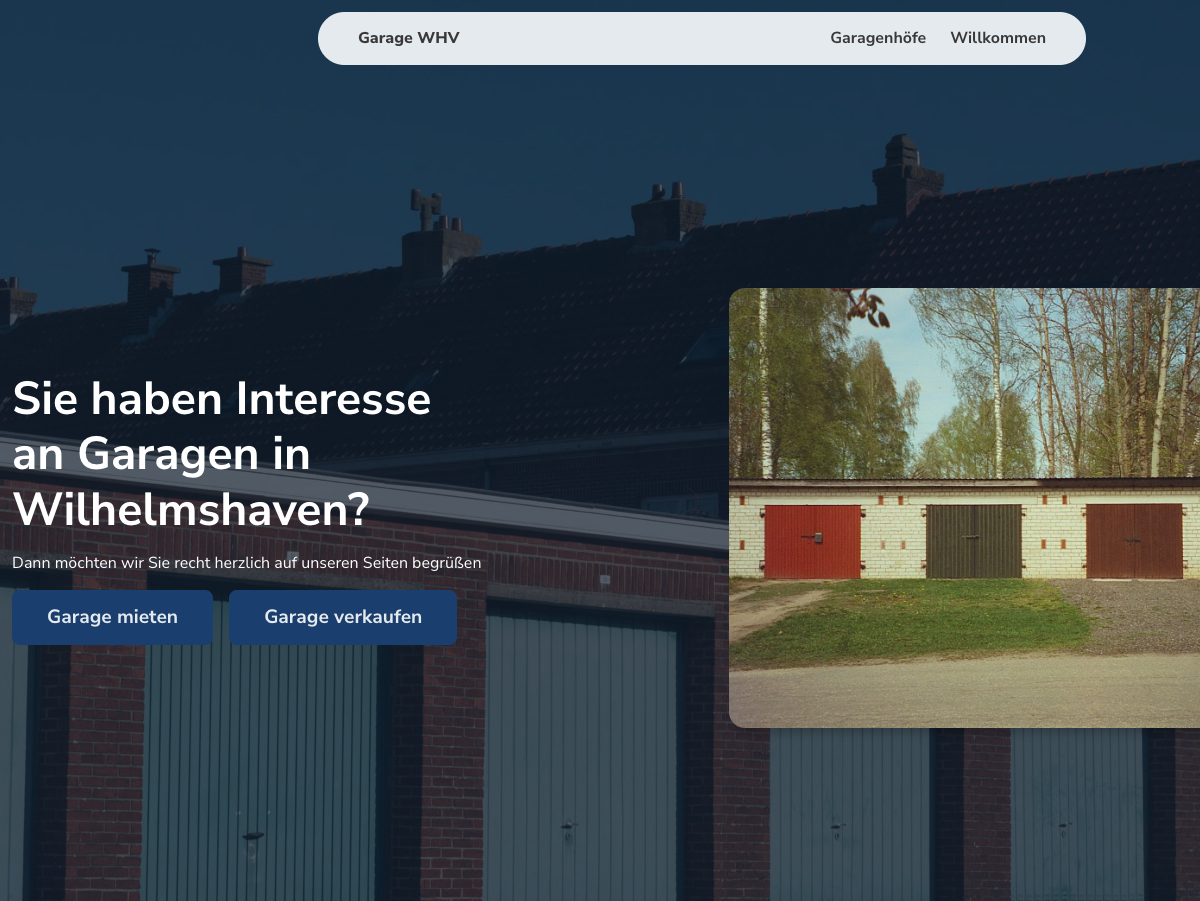 Garage WHV
Garagenhöfe
Willkommen
Sie haben Interesse
an Garagen in
Wilhelmshaven?
Dann möchten wir Sie recht herzlich auf unseren Seiten begrüßen
Garage mieten
Garage verkaufen